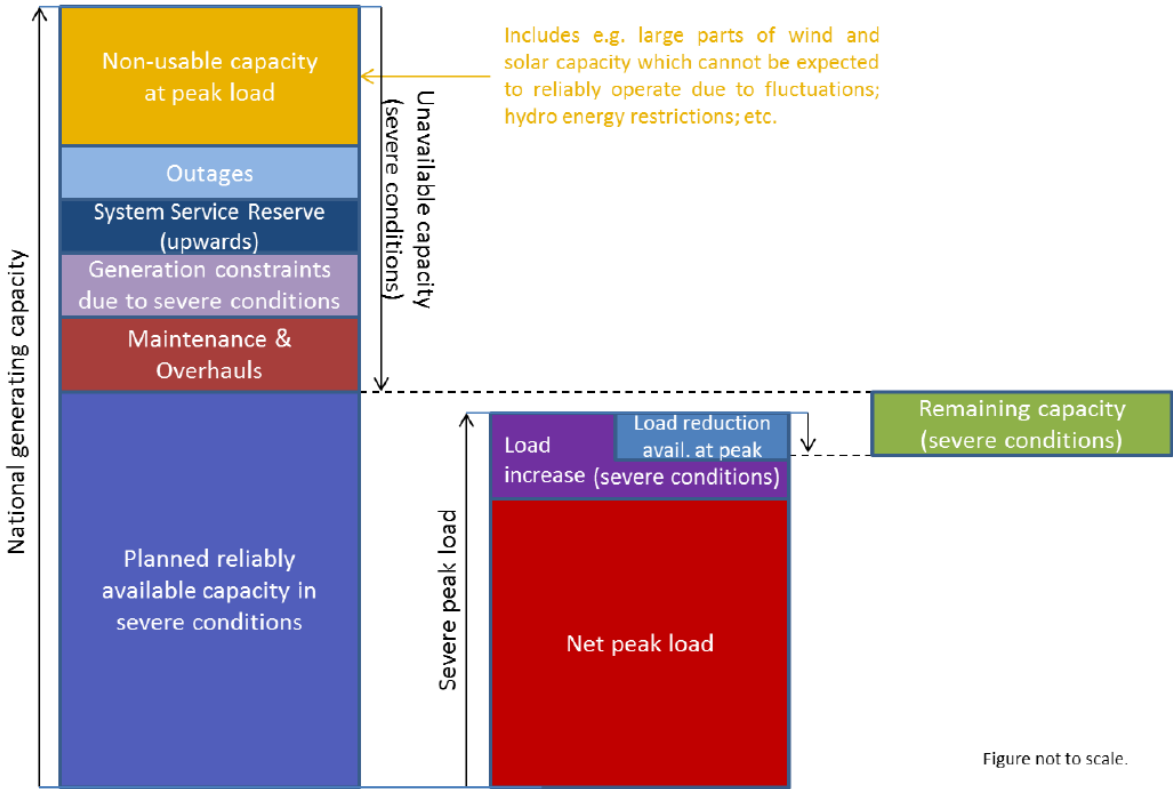 Non-usable capacity
at peak load
Includes e.g. large parts of wind and
solar capacity which cannot be expected
to reliably operate due to fluctuations;
hydro energy restrictions; etc.
Unavailable capacity
(severe conditions)
Outages
System Service Reserve
(upwards)
Generation constraints
due to severe conditions
Maintenance &
Overhauls
National generating capacity
Planned reliably
available capacity in
severe conditions
Severe peak load
Load reduction
avail. at peak
Load
increase (severe conditions)
Net peak load
Remaining capacity
(severe conditions)
Figure not to scale.